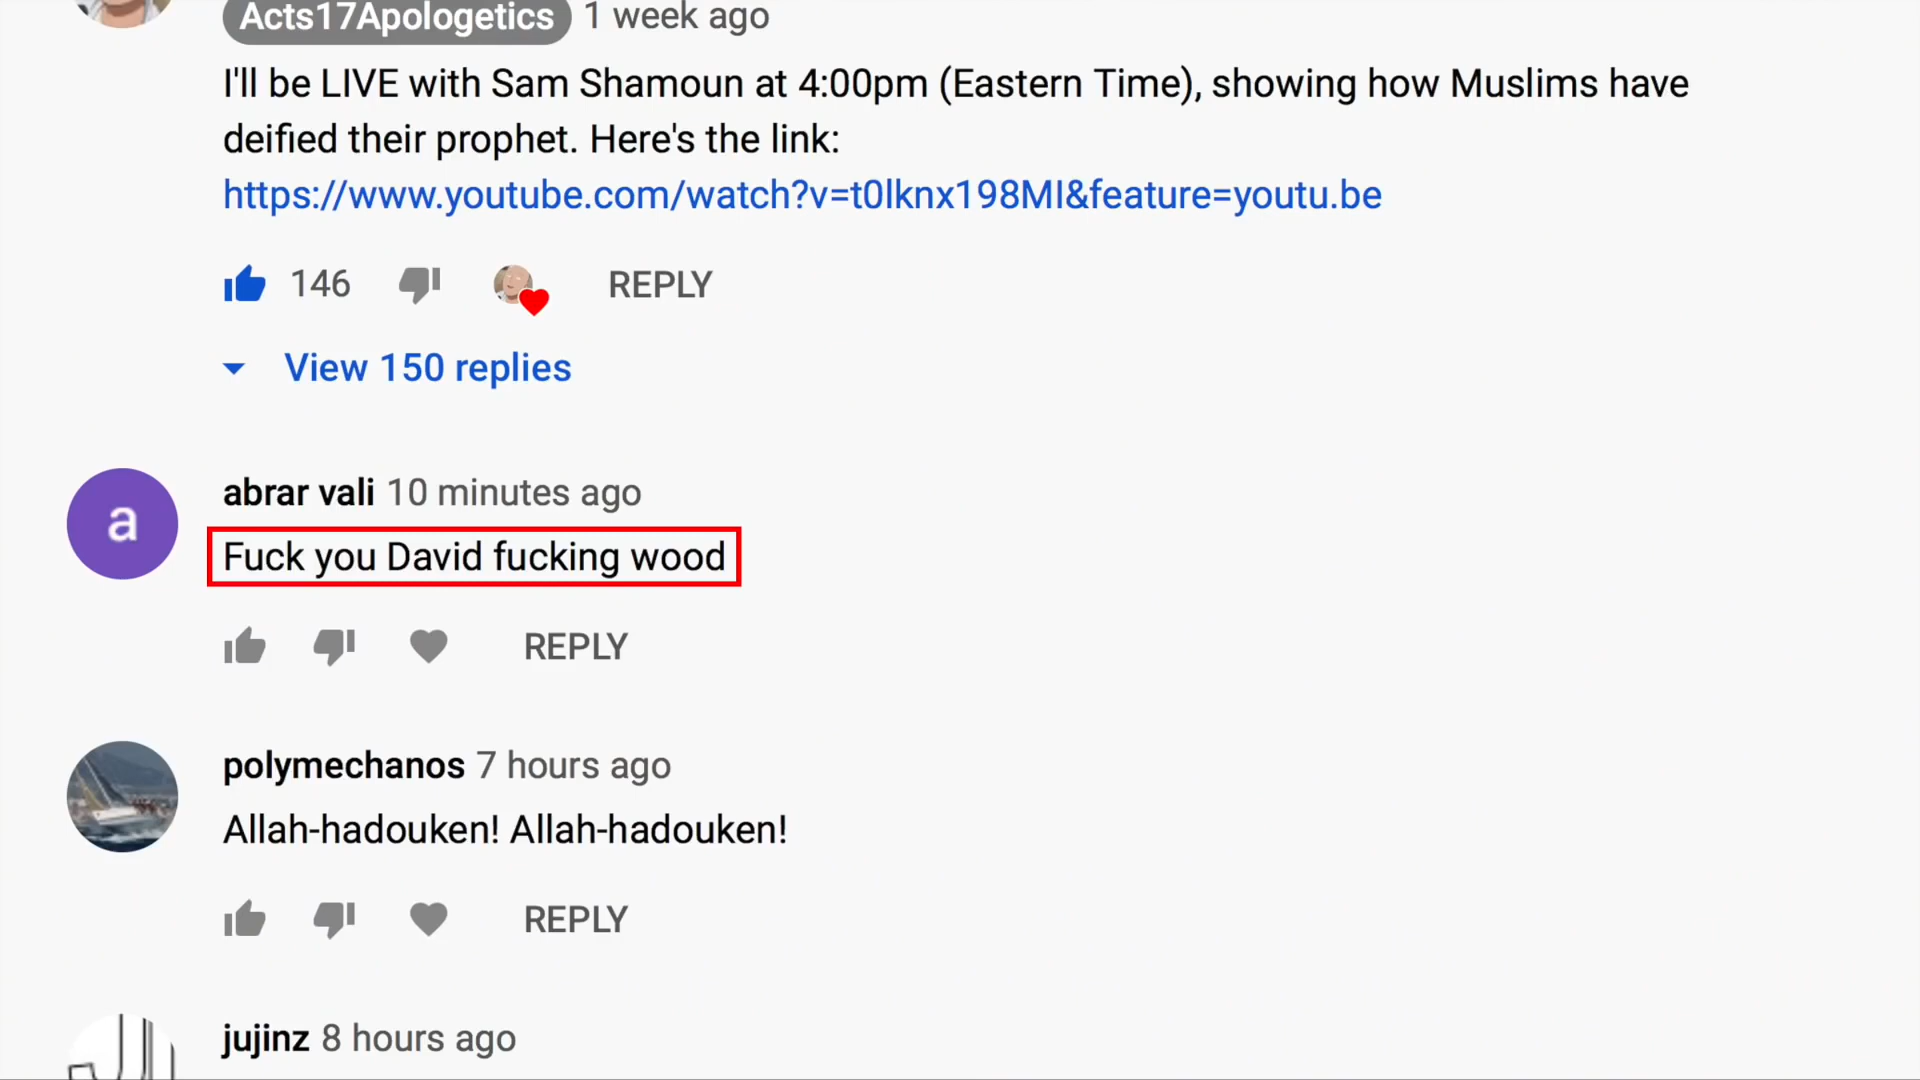 Acts17Apologetics 1 week ago
I'll be LIVE with Sam Shamoun at 4:00pm (Eastern Time), showing how Muslims have
deified their prophet. Here's the link:
https://www.youtube.com/watch?v=t0lknx198MI&feature=youtu.be
146 REPLY
View 150 replies
a
abrar vali 10 minutes ago
Fuck you David fucking wood
REPLY
polymechanos 7 hours ago
Allah-hadouken! Allah-hadouken!
REPLY
jujinz 8 hours ago